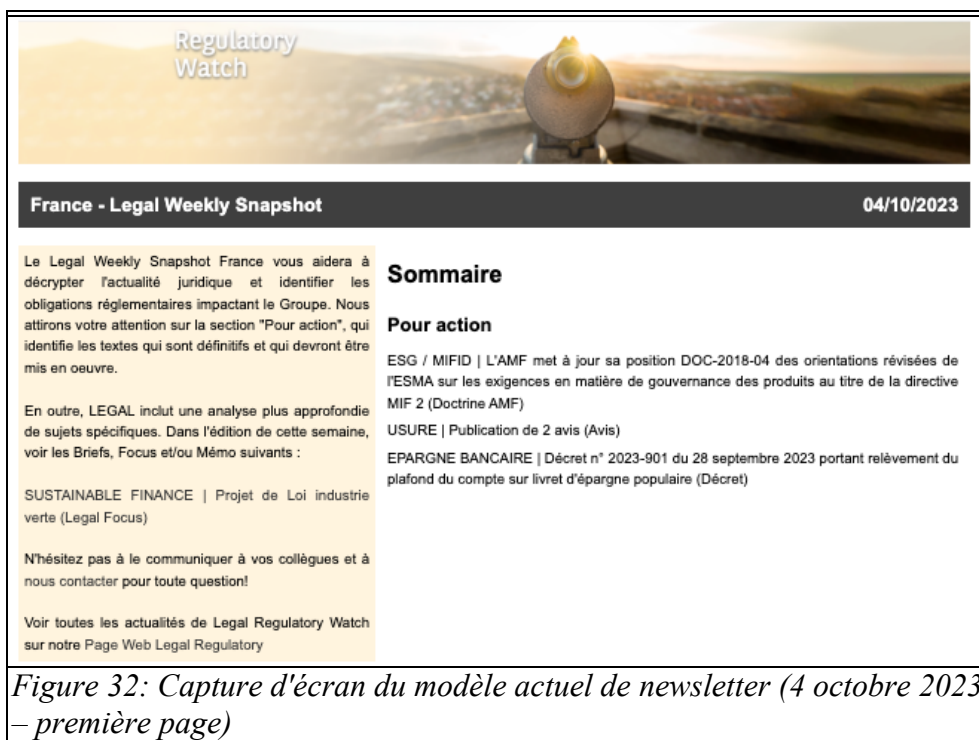 Regulatory
Watch
France - Legal Weekly Snapshot 04/10/2023
Le Legal Weekly Snapshot France vous aidera à
décrypter l'actualité juridique et identifier les
obligations réglementaires impactant le Groupe. Nous
attirons votre attention sur la section "Pour action", qui
identifie les textes qui sont définitifs et qui devront être
mis en oeuvre.
En outre, LEGAL inclut une analyse plus approfondie
de sujets spécifiques. Dans l'édition de cette semaine,
voir les Briefs, Focus et/ou Mémo suivants :
SUSTAINABLE FINANCE | Projet de Loi industrie
verte (Legal Focus)
N'hésitez pas à le communiquer à vos collègues et à
nous contacter pour toute question!
Voir toutes les actualités de Legal Regulatory Watch
sur notre Page Web Legal Regulatory
Sommaire
Pour action
ESG / MIFID | L'AMF met à jour sa position DOC-2018-04 des orientations révisées de
l'ESMA sur les exigences en matière de gouvernance des produits au titre de la directive
MIF 2 (Doctrine AMF)
USURE | Publication de 2 avis (Avis)
EPARGNE BANCAIRE | Décret n° 2023-901 du 28 septembre 2023 portant relèvement du
plafond du compte sur livret d'épargne populaire (Décret)
Figure 32: Capture d'écran du modèle actuel de newsletter (4 octobre 2023
– première page)